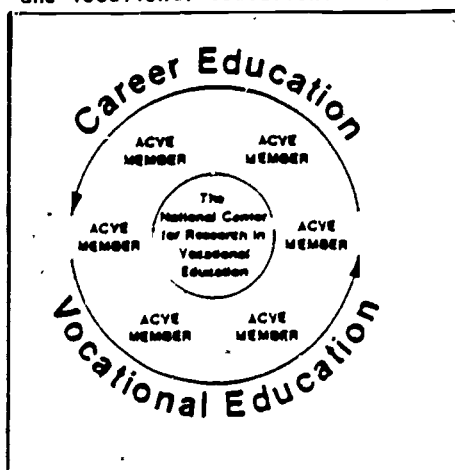 Career Education
ACVE
MEMBER
ACVE
MEMBER
The
National Center
for Research in
Vocational
Education
ACVE
MEMBER
ACVE
MEMBER
ACVE
MEMBER
ACVE
MEMBER
Vocational Education